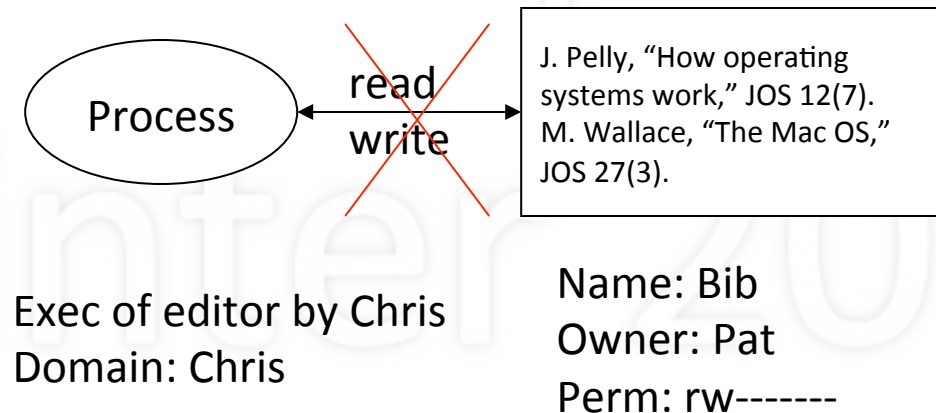 Process
read
write
J. Pelly, “How operating
systems work,” JOS 12(7).
M. Wallace, “The Mac OS,”
JOS 27(3).
Exec of editor by Chris
Domain: Chris
Name: Bib
Owner: Pat
Perm: rw-------